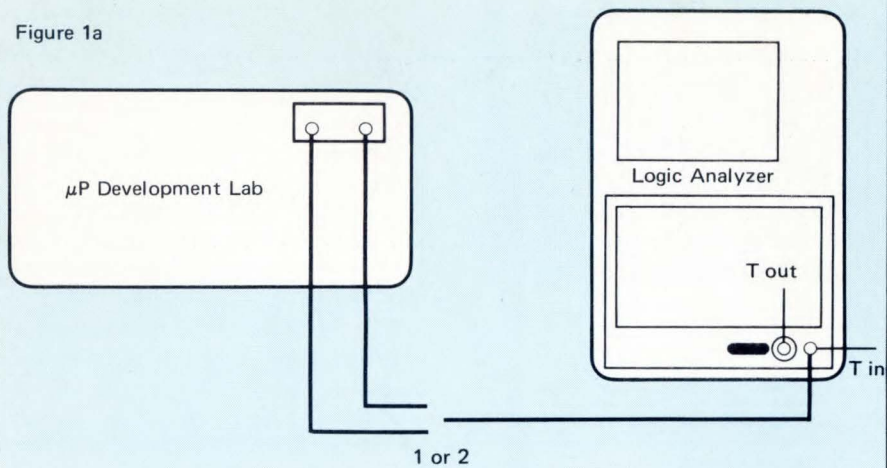 Figure 1a
μP Development Lab
Logic Analyzer
T out
T in
1 or 2